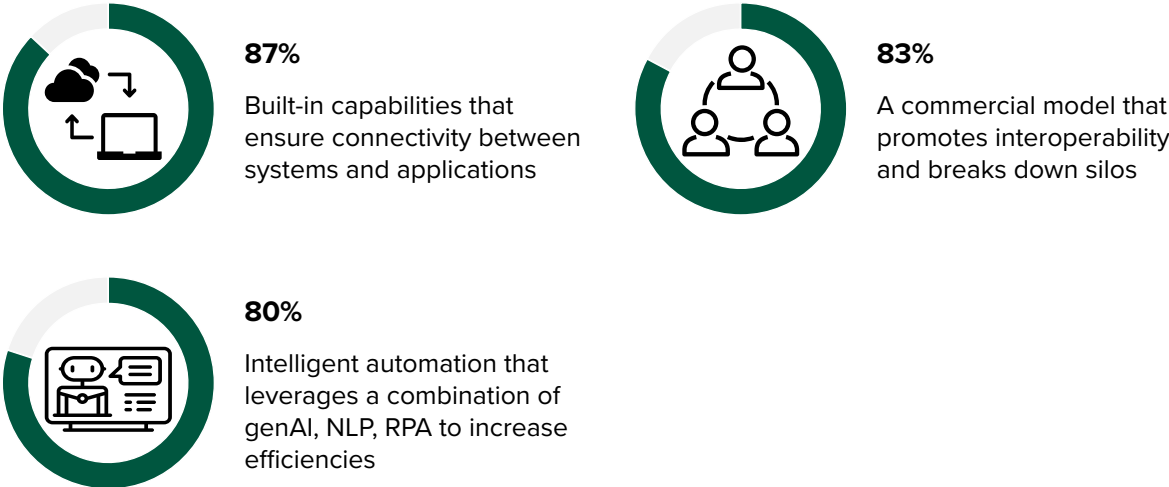 87%
Built-in capabilities that
ensure connectivity between
systems and applications
83%
A commercial model that
promotes interoperability
and breaks down silos
80%
Intelligent automation that
leverages a combination of
genAI, NLP, RPA to increase
efficiencies